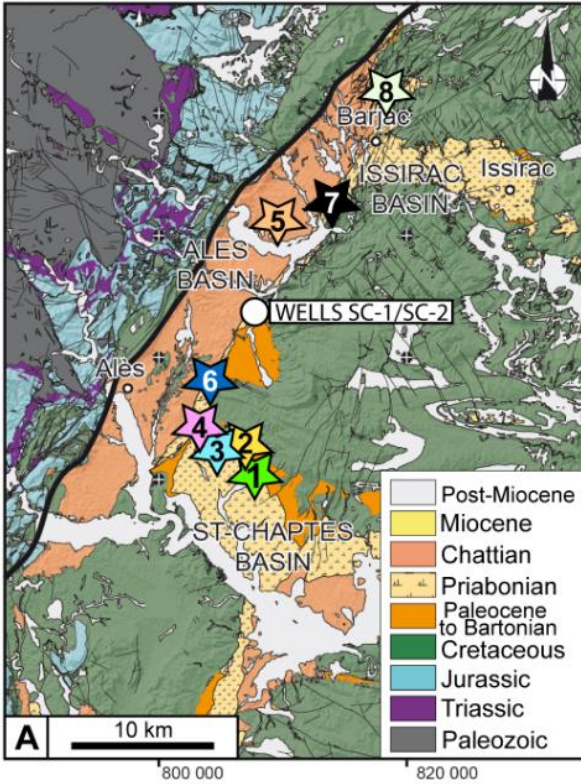 8
Barjac
ISSIRAC
BASIN
Issirac
7
5
ALES
BASIN
WELLS SC-1/SC-2
Alès
6
4
2
3
1
ST-CHAPTES
BASIN
Post-Miocene
Miocene
Chattian
Priabonian
Paleocene
to Bartonian
Cretaceous
Jurassic
Triassic
Paleozoic
A
10 km
800 000
820 000